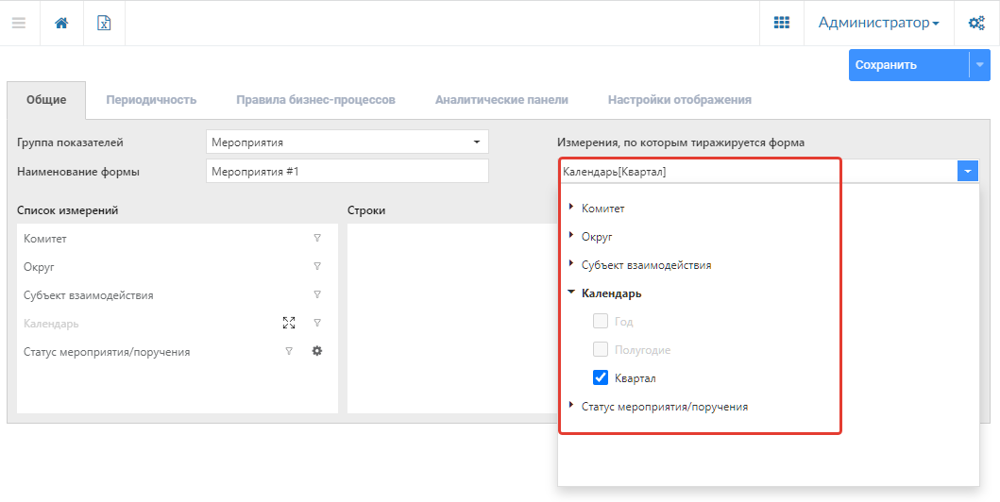 Администратор
Сохранить
Общие Периодичность Правила бизнес-процессов Аналитические панели Настройки отображения
Группа показателей Мероприятия
Наименование формы Мероприятия #1
Измерения, по которым тиражируется форма
Календарь[Квартал]
Список измерений
Комитет
Округ
Субъект взаимодействия
Календарь
Статус мероприятия/поручения
Строки
Комитет
Округ
Субъект взаимодействия
Календарь
Год
Полугодие
Квартал
Статус мероприятия/поручения